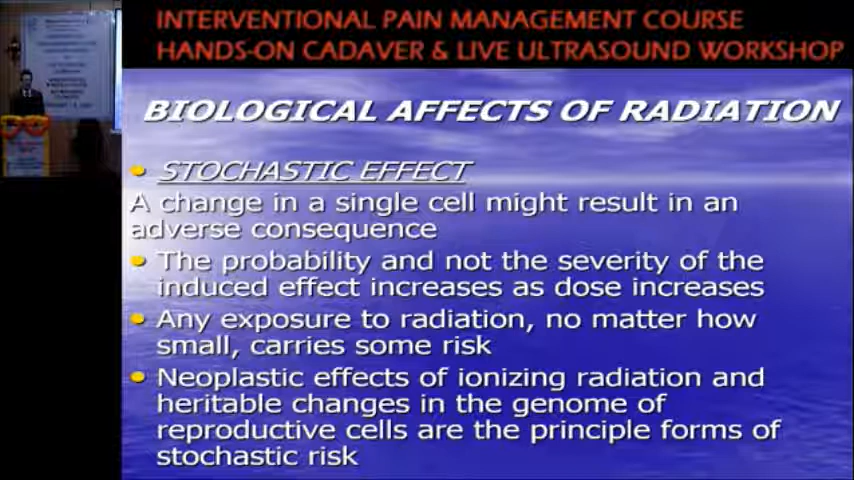 INTERVENTIONAL PAIN MANAGEMENT COURSE
HANDS-ON CADAVER & LIVE ULTRASOUND WORKSHOP
BIOLOGICAL AFFECTS OF RADIATION
• STOCHASTIC EFFECT
A change in a single cell might result in an
adverse consequence
• The probability and not the severity of the
induced effect increases as dose increases
• Any exposure to radiation, no matter how
small, carries some risk
• Neoplastic effects of ionizing radiation and
heritable changes in the genome of
reproductive cells are the principle forms of
stochastic risk